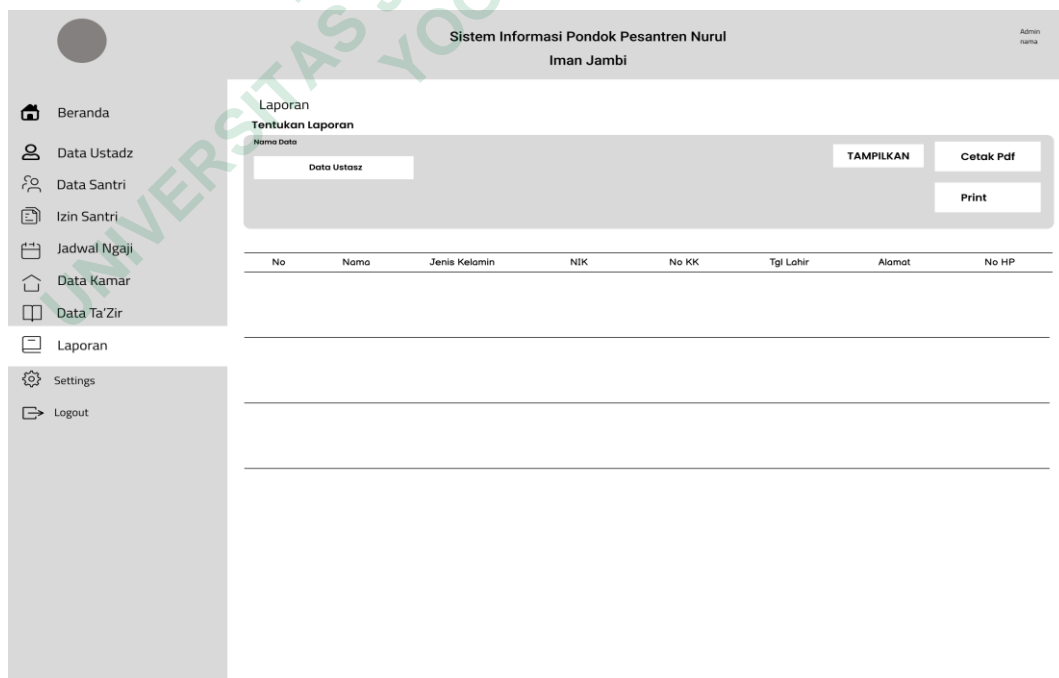 Sistem Informasi Pondok Pesantren Nurul
Iman Jambi
Admin
nama
Beranda
Data Ustadz
Data Santri
Izin Santri
Jadwal Ngaji
Data Kamar
Data Ta'Zir
Laporan
Settings
Logout
Laporan
Tentukan Laporan
Nama Data
Data Ustasz
TAMPILKAN
Cetak Pdf
Print
No Nama Jenis Kelamin NIK No KK Tgl Lahir Alamat No HP
UNIVERSITAS